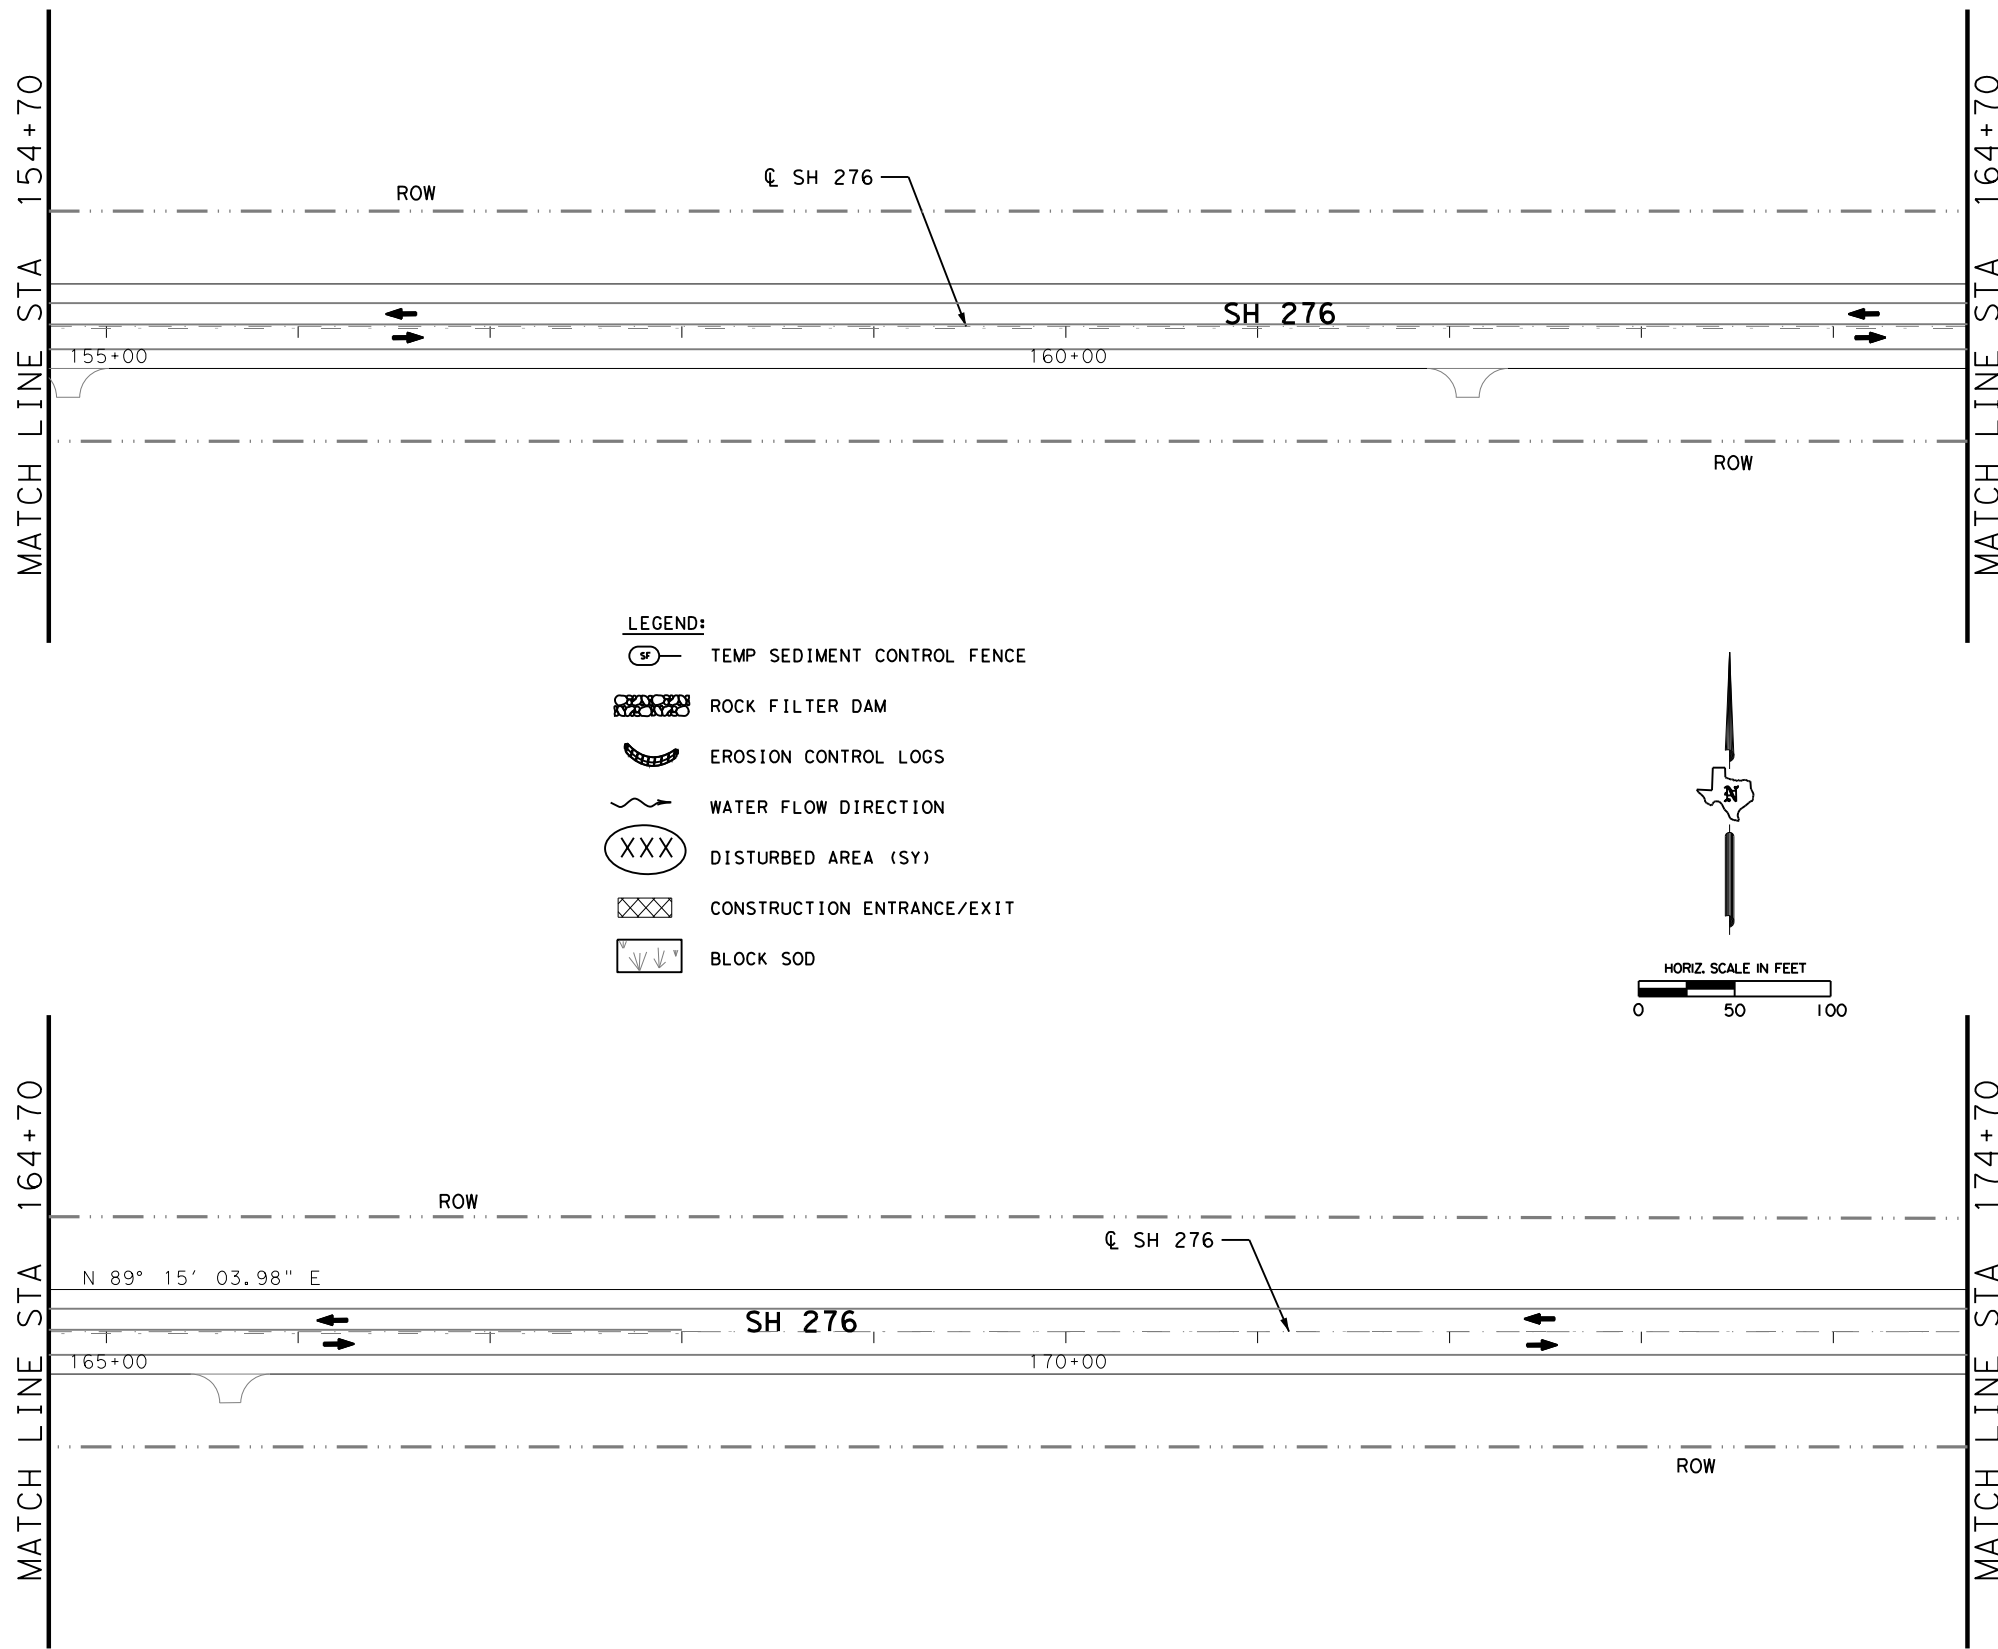 MATCH LINE STA 154+70
ROW
℄ SH 276
SH 276
155+00
160+00
ROW
MATCH LINE STA 164+70
LEGEND:
SF
TEMP SEDIMENT CONTROL FENCE
ROCK FILTER DAM
EROSION CONTROL LOGS
WATER FLOW DIRECTION
XXX
DISTURBED AREA (SY)
CONSTRUCTION ENTRANCE/EXIT
BLOCK SOD
N
HORIZ. SCALE IN FEET
0 50 100
MATCH LINE STA 164+70
ROW
℄ SH 276
N 89° 15' 03.98" E
SH 276
165+00
170+00
ROW
MATCH LINE STA 174+70